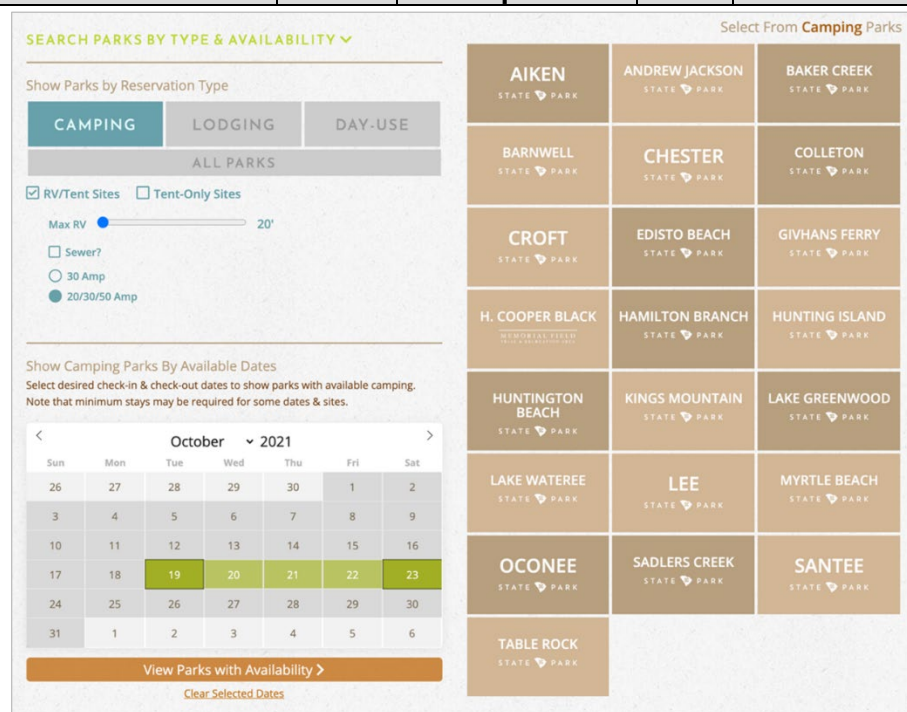 SEARCH PARKS BY TYPE & AVAILABILITY
Show Parks by Reservation Type
CAMPING LODGING DAY-USE
ALL PARKS
RV/Tent Sites Tent-Only Sites
Max RV 20'
Sewer?
30 Amp
20/30/50 Amp
Show Camping Parks By Available Dates
Select desired check-in & check-out dates to show parks with available camping.
Note that minimum stays may be required for some dates & sites.
October 2021
Sun Mon Tue Wed Thu Fri Sat
26 27 28 29 30 1 2
3 4 5 6 7 8 9
10 11 12 13 14 15 16
17 18 19 20 21 22 23
24 25 26 27 28 29 30
31 1 2 3 4 5 6
View Parks with Availability
Clear Selected Dates
Select From Camping Parks
AIKEN
STATE PARK
ANDREW JACKSON
STATE PARK
BAKER CREEK
STATE PARK
BARNWELL
STATE PARK
CHESTER
STATE PARK
COLLETON
STATE PARK
CROFT
STATE PARK
EDISTO BEACH
STATE PARK
GIVHANS FERRY
STATE PARK
H. COOPER BLACK
MEMORIAL FIELD
TRIAL & RECREATION AREA
HAMILTON BRANCH
STATE PARK
HUNTING ISLAND
STATE PARK
HUNTINGTON
BEACH
STATE PARK
KINGS MOUNTAIN
STATE PARK
LAKE GREENWOOD
STATE PARK
LAKE WATEREE
STATE PARK
LEE
STATE PARK
MYRTLE BEACH
STATE PARK
OCONEE
STATE PARK
SADLERS CREEK
STATE PARK
SANTEE
STATE PARK
TABLE ROCK
STATE PARK